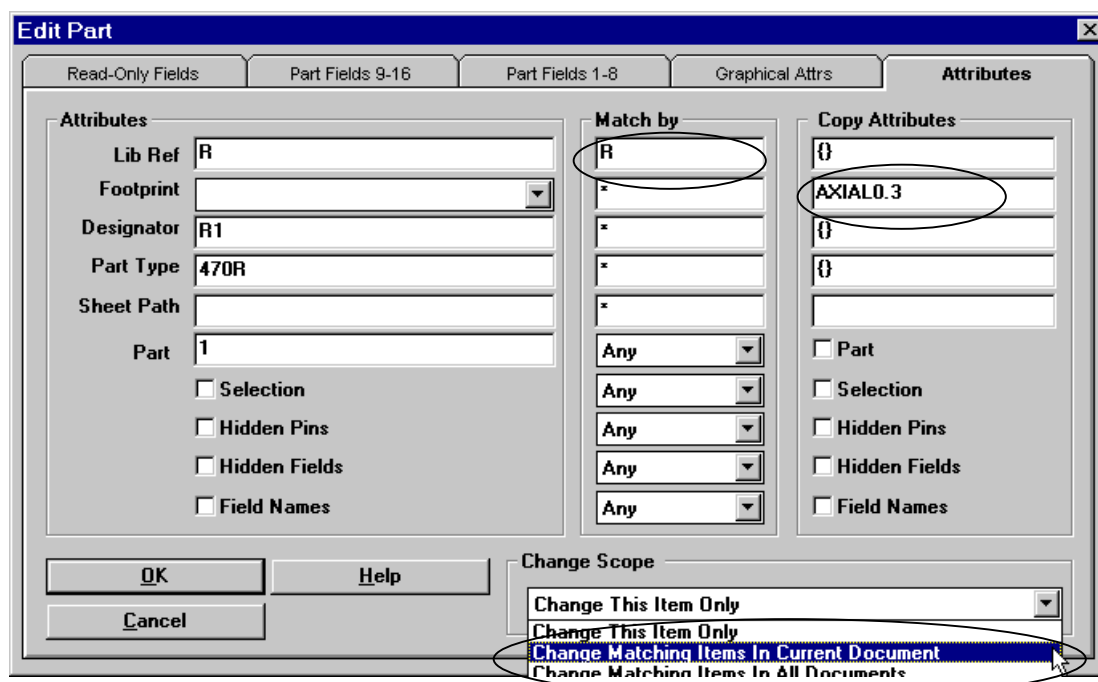 Edit Part
Read-Only Fields Part Fields 9-16 Part Fields 1-8 Graphical Attrs Attributes
Attributes Match by Copy Attributes
Lib Ref R R {}
Footprint * AXIAL0.3
Designator R1 * {}
Part Type 470R * {}
Sheet Path *
Part 1 Any Part
Selection Any Selection
Hidden Pins Any Hidden Pins
Hidden Fields Any Hidden Fields
Field Names Any Field Names
OK Help Change Scope
Cancel Change This Item Only
Change This Item Only
Change Matching Items In Current Document
Change Matching Items In All Documents